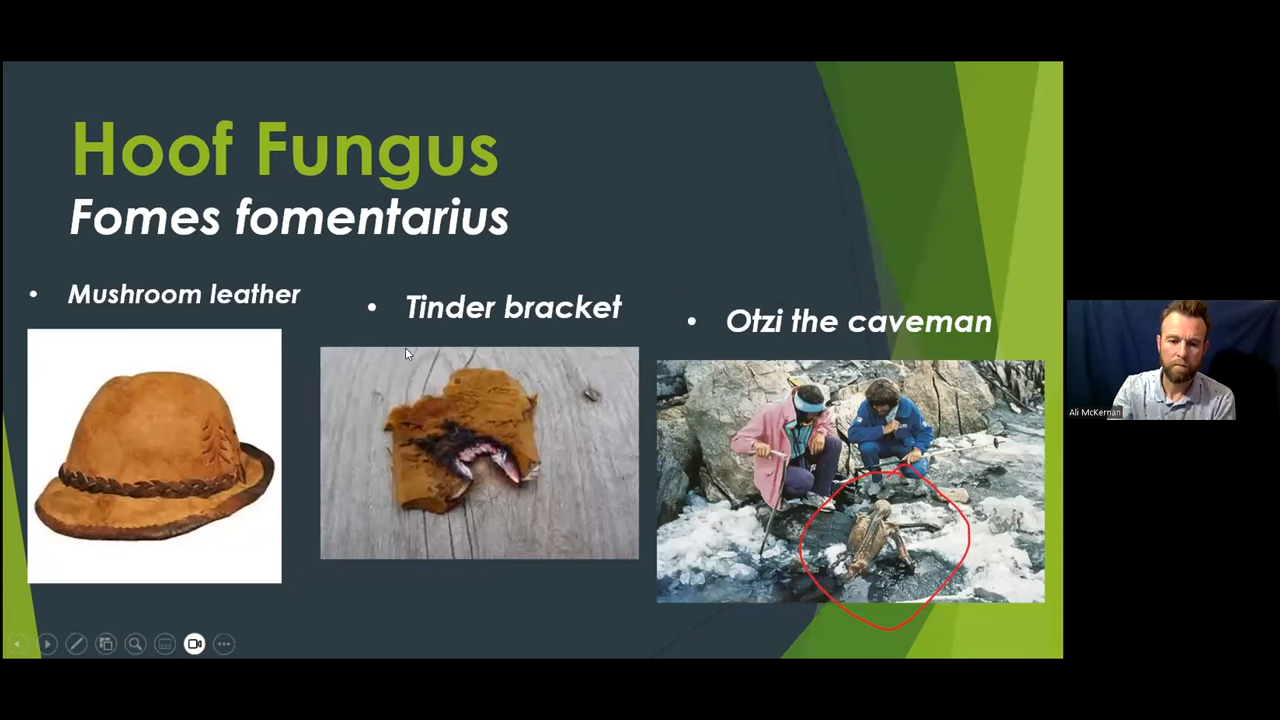 Hoof Fungus
Fomes fomentarius
• Mushroom leather
• Tinder bracket
• Otzi the caveman
Ali McKernan